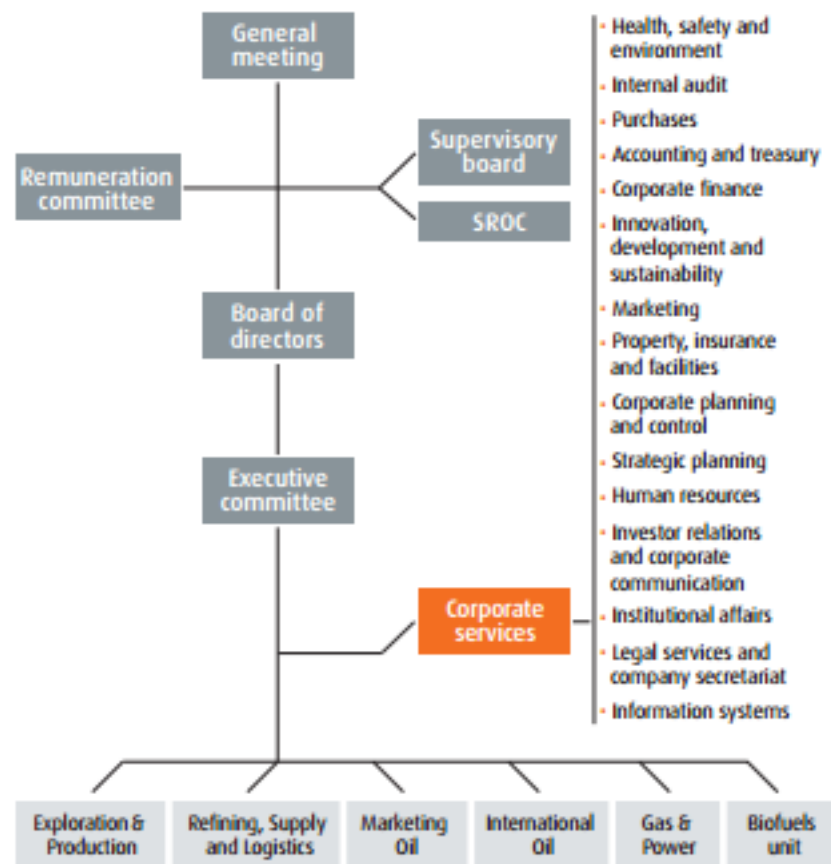 General
meeting
Remuneration
committee
Supervisory
board
SROC
Board of
directors
Executive
committee
Corporate
services
• Health, safety and
environment
• Internal audit
• Purchases
• Accounting and treasury
• Corporate finance
• Innovation,
development and
sustainability
• Marketing
• Property, insurance
and facilities
• Corporate planning
and control
• Strategic planning
• Human resources
• Investor relations
and corporate
communication
• Institutional affairs
• Legal services and
company secretariat
• Information systems
Exploration &
Production
Refining, Supply
and Logistics
Marketing
Oil
International
Oil
Gas &
Power
Biofuels
unit